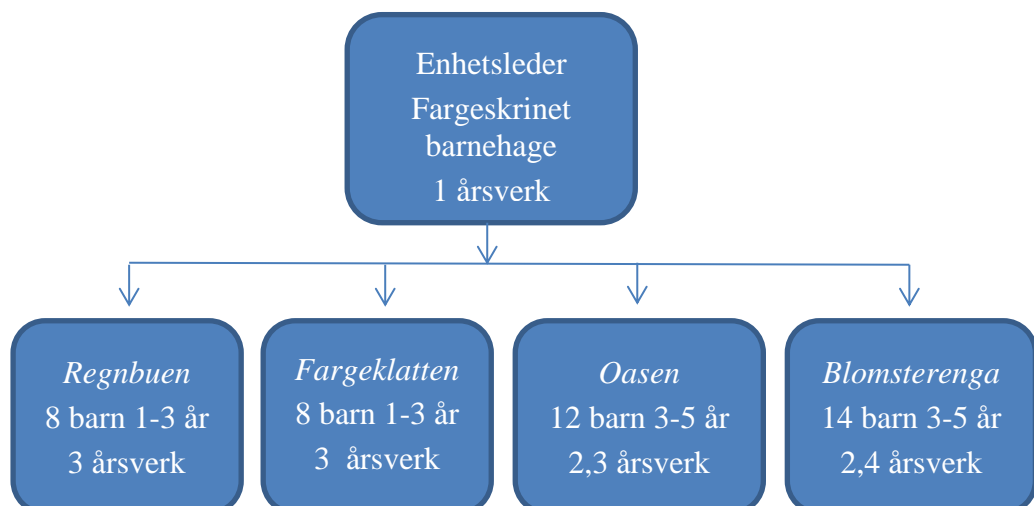 Enhetsleder
Fargeskrinet
barnehage
1 årsverk
Regnbuen
8 barn 1-3 år
3 årsverk
Fargeklatten
8 barn 1-3 år
3 årsverk
Oasen
12 barn 3-5 år
2,3 årsverk
Blomsterenga
14 barn 3-5 år
2,4 årsverk